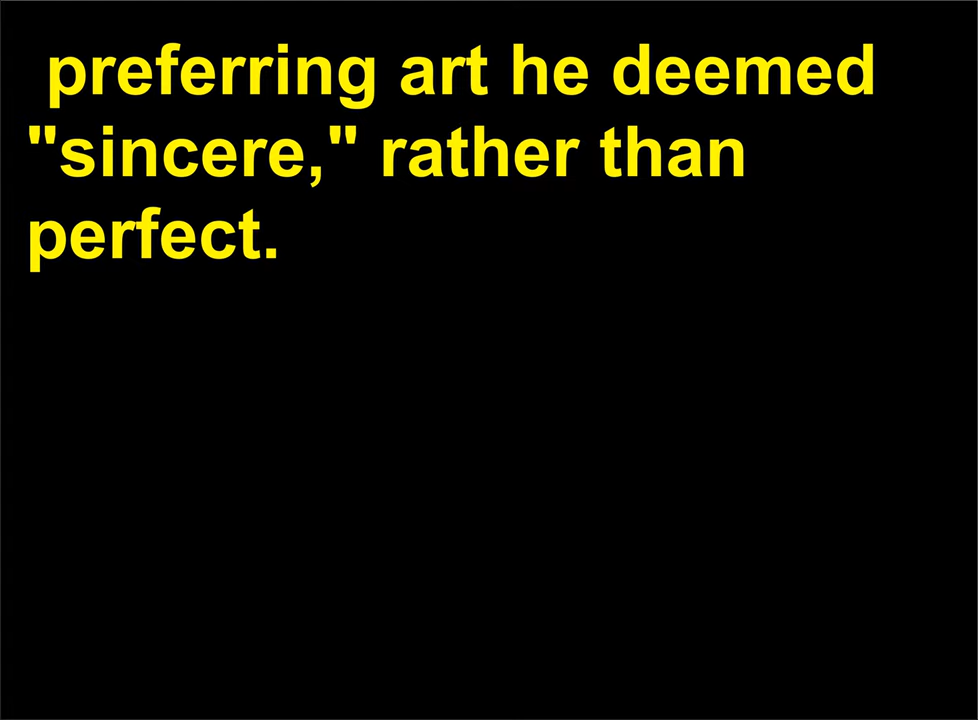 preferring art he deemed
"sincere," rather than
perfect.